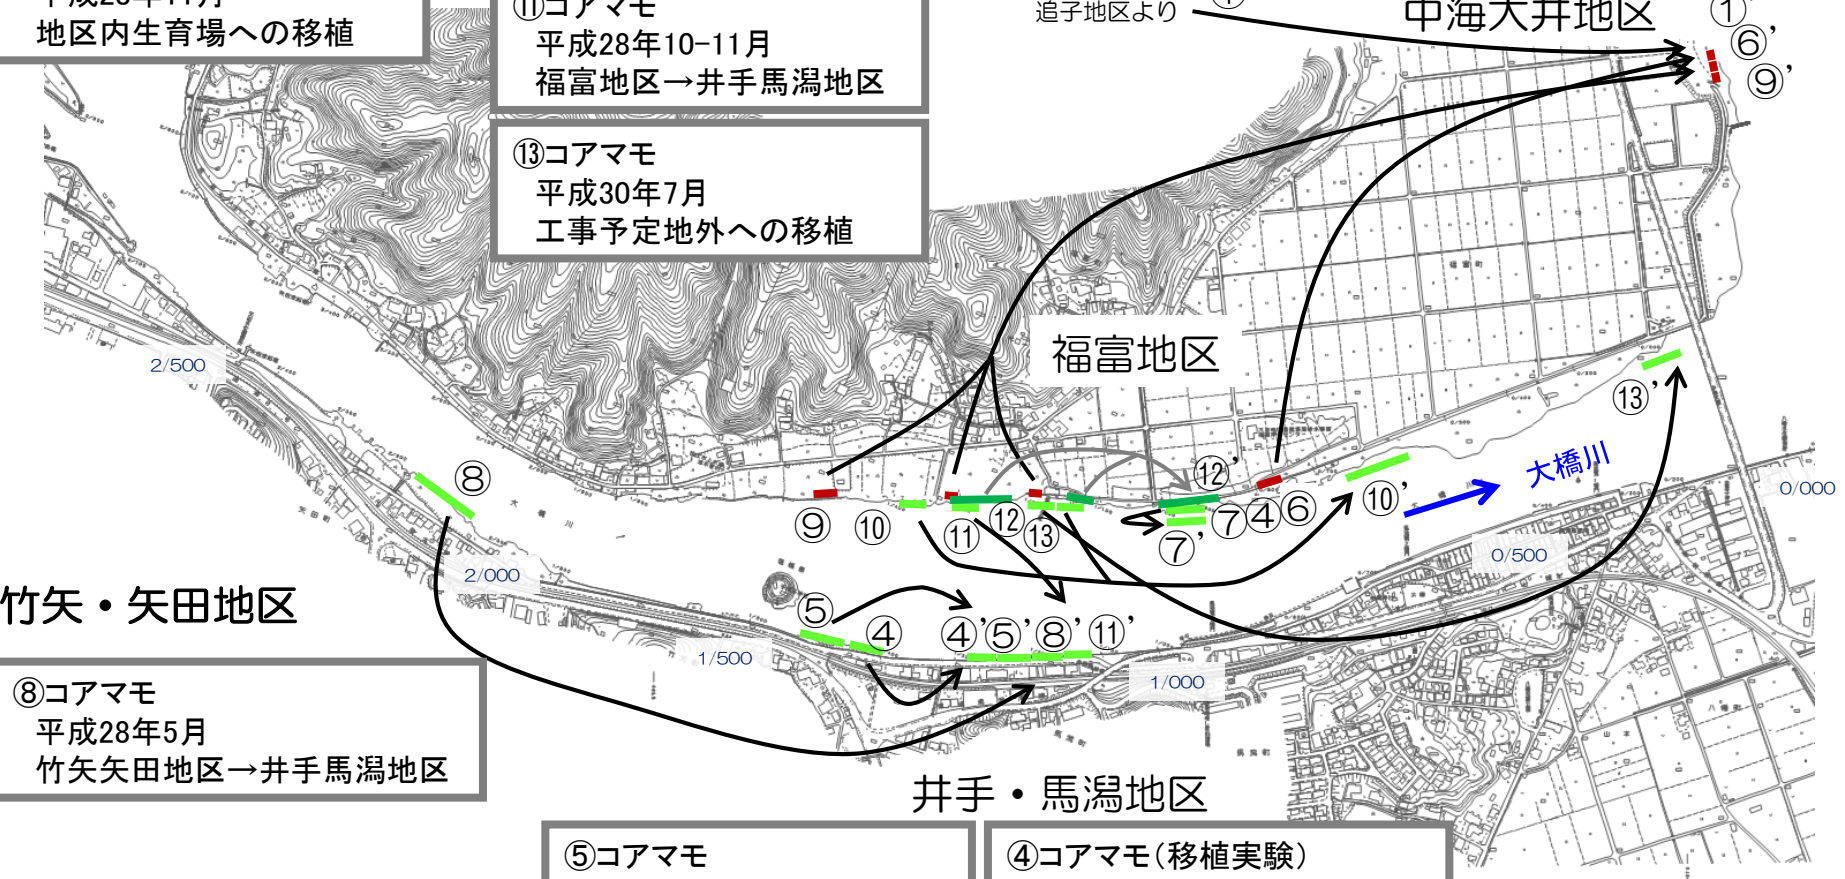 地区内生育場への移植
⑪コアマモ
平成28年10-11月
福富地区→井手馬潟地区
追子地区より
中海大井地区
①'
⑥'
⑨'
⑬コアマモ
平成30年7月
工事予定地外への移植
福富地区
2/500
⑬'
⑧
⑫'
大橋川
0/000
⑨
⑩
⑪
⑫
⑬
⑦'
⑦④⑥
⑩'
0/500
2/000
竹矢・矢田地区
⑤
④
④'⑤'⑧'⑪'
1/500
1/000
⑧コアマモ
平成28年5月
竹矢矢田地区→井手馬潟地区
井手・馬潟地区
⑤コアマモ
④コアマモ(移植実験)